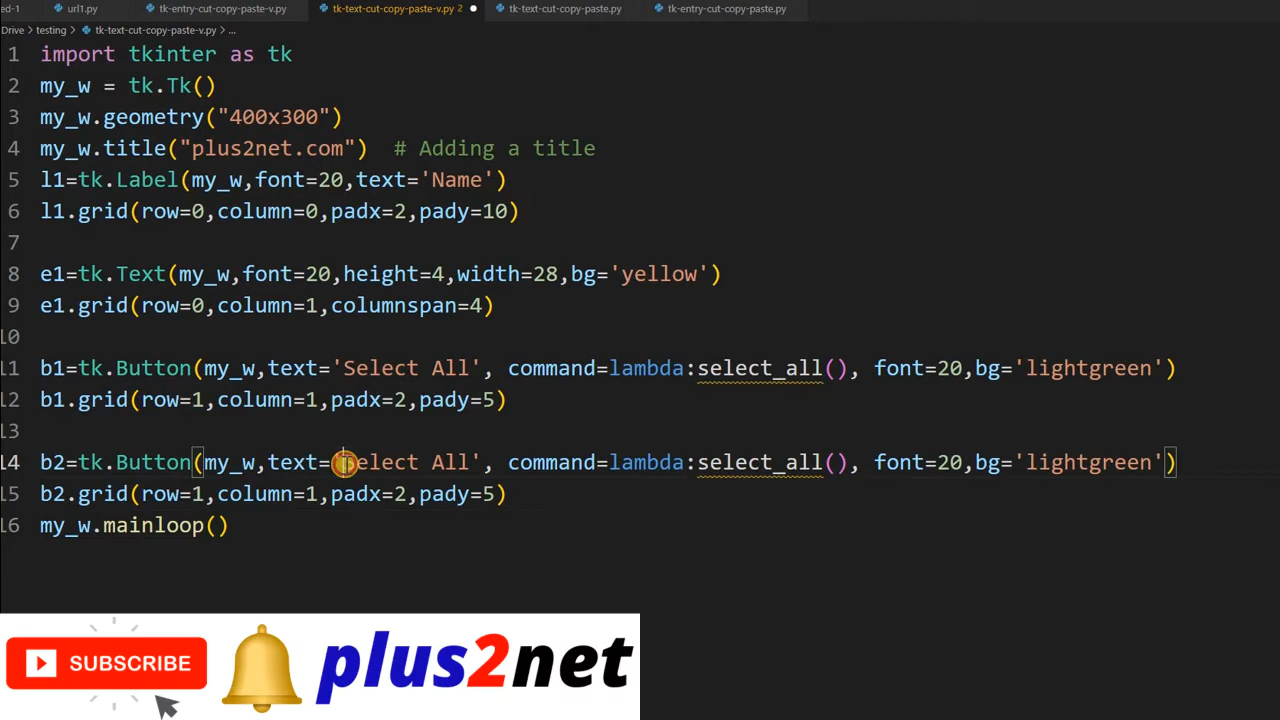 ed-1 url1.py tk-entry-cut-copy-paste-v.py tk-text-cut-copy-paste-v.py 2 tk-text-cut-copy-paste.py tk-entry-cut-copy-paste.py
Drive > testing > tk-text-cut-copy-paste-v.py > ...
1 import tkinter as tk
2 my_w = tk.Tk()
3 my_w.geometry("400x300")
4 my_w.title("plus2net.com")  # Adding a title
5 l1=tk.Label(my_w,font=20,text='Name')
6 l1.grid(row=0,column=0,padx=2,pady=10)
7
8 e1=tk.Text(my_w,font=20,height=4,width=28,bg='yellow')
9 e1.grid(row=0,column=1,columnspan=4)
10
11 b1=tk.Button(my_w,text='Select All', command=lambda:select_all(), font=20,bg='lightgreen')
12 b1.grid(row=1,column=1,padx=2,pady=5)
13
14 b2=tk.Button(my_w,text='Select All', command=lambda:select_all(), font=20,bg='lightgreen')
15 b2.grid(row=1,column=1,padx=2,pady=5)
16 my_w.mainloop()
SUBSCRIBE plus2net